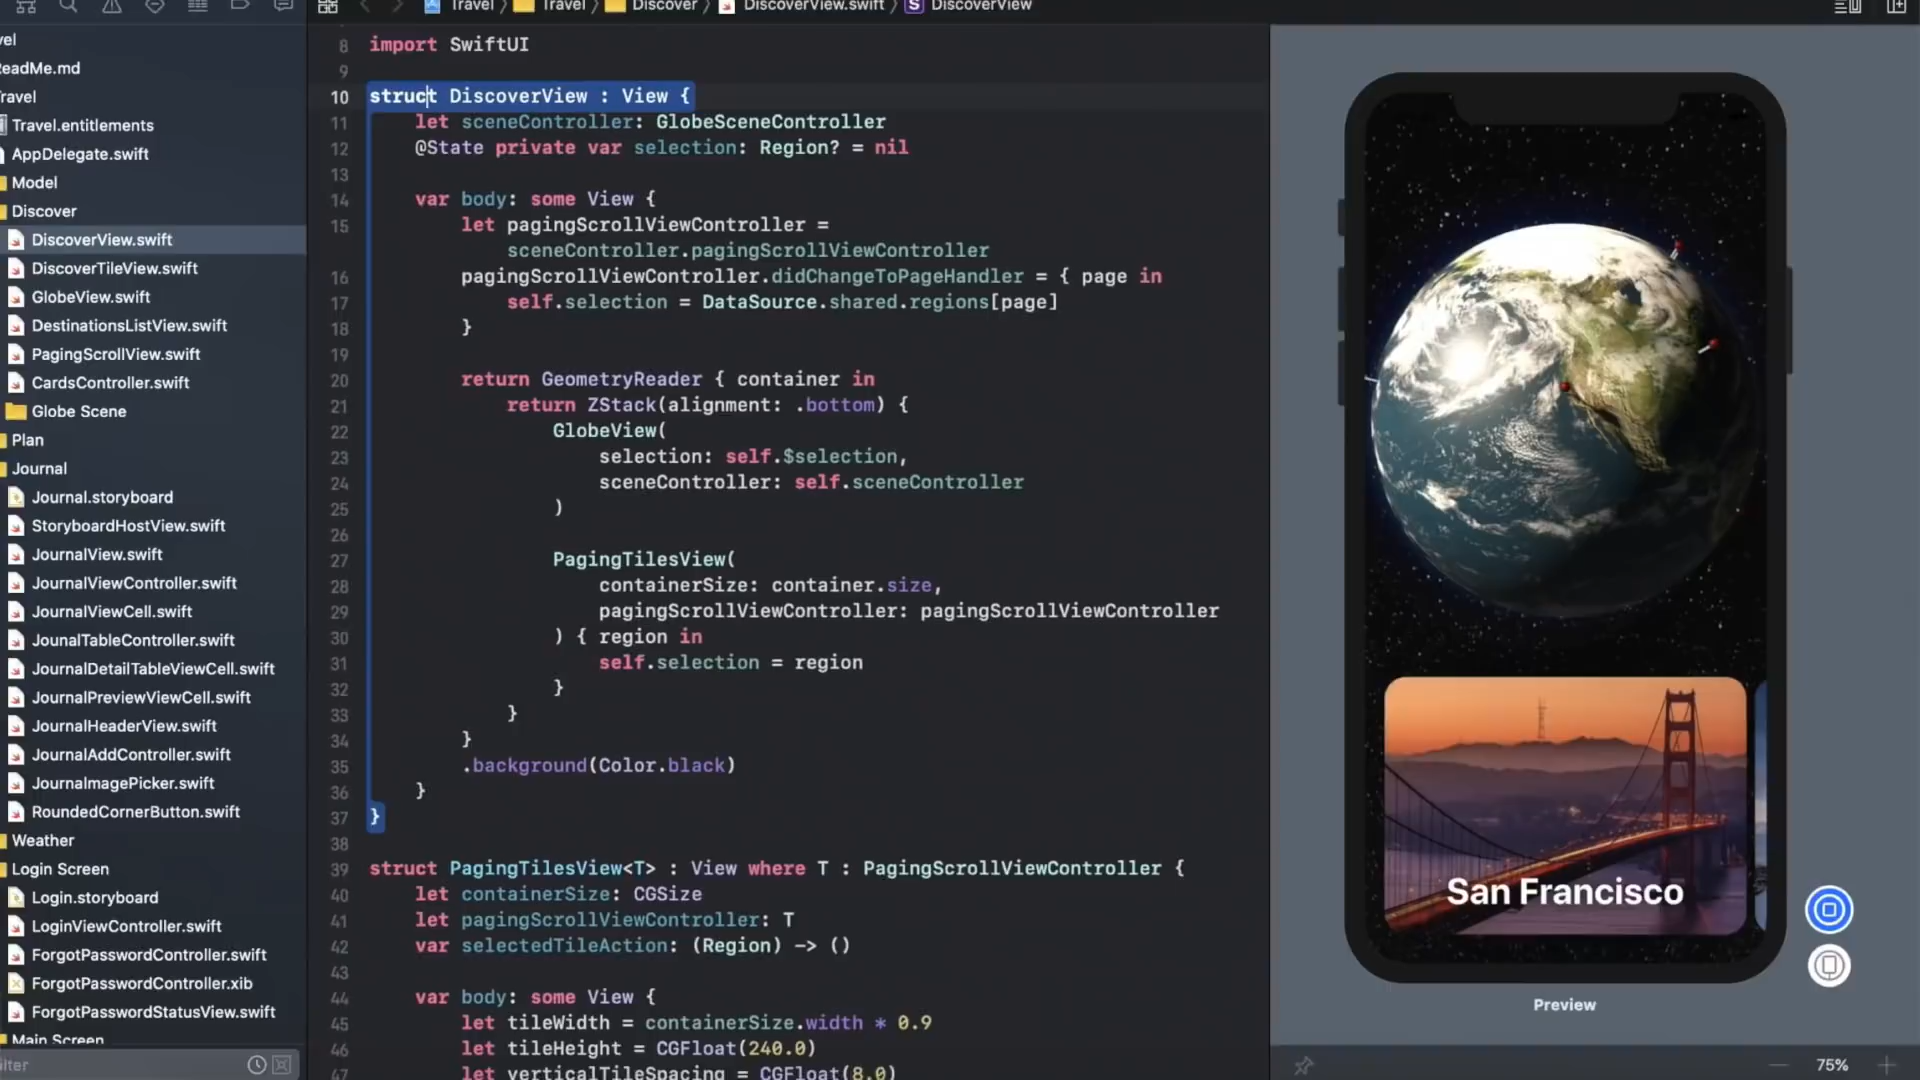 Travel 〉 Travel 〉 Discover 〉 DiscoverView.swift 〉 S DiscoverView
vel
eadMe.md
ravel
Travel.entitlements
AppDelegate.swift
Model
Discover
DiscoverView.swift
DiscoverTileView.swift
GlobeView.swift
DestinationsListView.swift
PagingScrollView.swift
CardsController.swift
Globe Scene
Plan
Journal
Journal.storyboard
StoryboardHostView.swift
JournalView.swift
JournalViewController.swift
JournalViewCell.swift
JounalTableController.swift
JournalDetailTableViewCell.swift
JournalPreviewViewCell.swift
JournalHeaderView.swift
JournalAddController.swift
JournalmagePicker.swift
RoundedCornerButton.swift
Weather
Login Screen
Login.storyboard
LoginViewController.swift
ForgotPasswordController.swift
ForgotPasswordController.xib
ForgotPasswordStatusView.swift
Main Screen
ilter
8 import SwiftUI
9
10 struct DiscoverView : View {
11 let sceneController: GlobeSceneController
12 @State private var selection: Region? = nil
13
14 var body: some View {
15 let pagingScrollViewController =
sceneController.pagingScrollViewController
16 pagingScrollViewController.didChangeToPageHandler = { page in
17 self.selection = DataSource.shared.regions[page]
18 }
19
20 return GeometryReader { container in
21 return ZStack(alignment: .bottom) {
22 GlobeView(
23 selection: self.$selection,
24 sceneController: self.sceneController
25 )
26
27 PagingTilesView(
28 containerSize: container.size,
29 pagingScrollViewController: pagingScrollViewController
30 ) { region in
31 self.selection = region
32 }
33 }
34 }
35 .background(Color.black)
36 }
37 }
38
39 struct PagingTilesView<T> : View where T : PagingScrollViewController {
40 let containerSize: CGSize
41 let pagingScrollViewController: T
42 var selectedTileAction: (Region) -> ()
43
44 var body: some View {
45 let tileWidth = containerSize.width * 0.9
46 let tileHeight = CGFloat(240.0)
47 let verticalTileSpacing = CGFloat(8.0)
San Francisco
Preview
75%